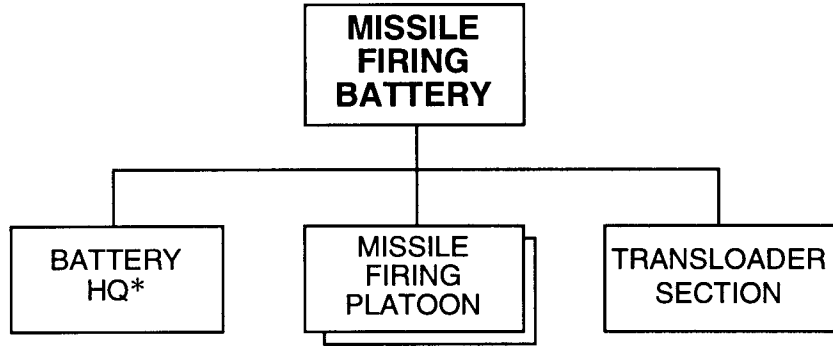 MISSILE
FIRING
BATTERY
BATTERY
HQ*
MISSILE
FIRING
PLATOON
TRANSLOADER
SECTION